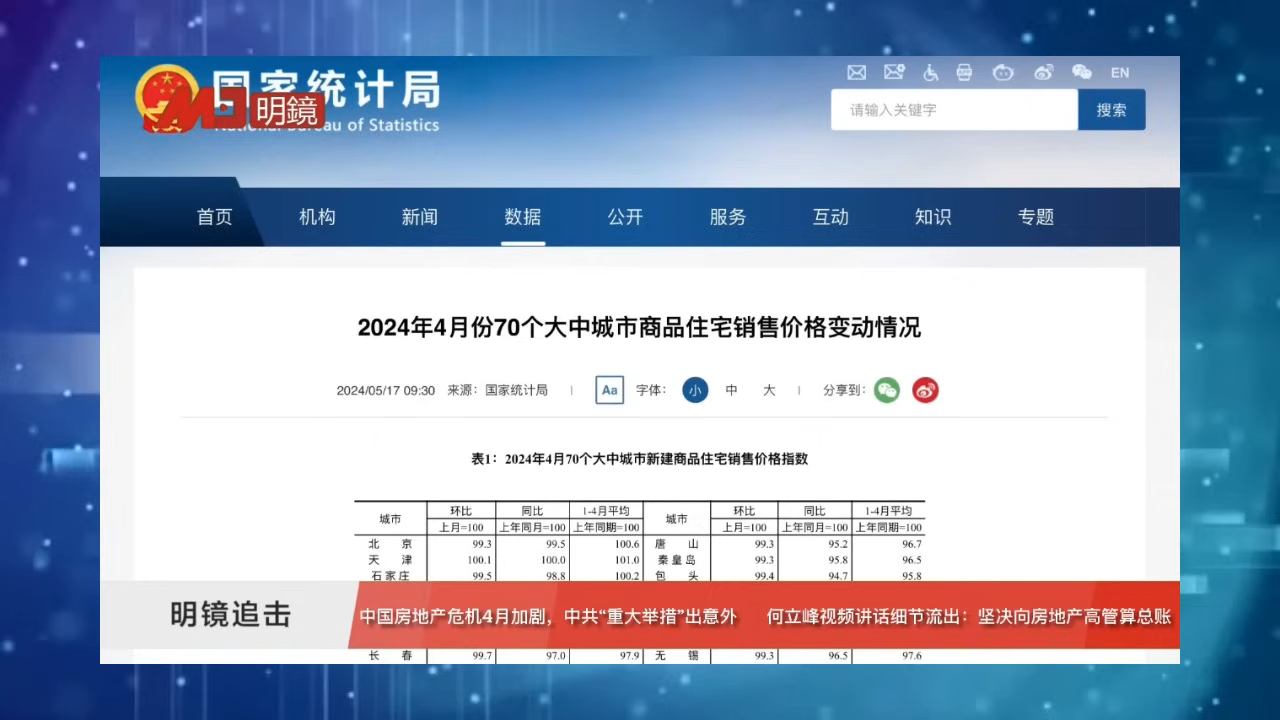 国家统计局
明鏡
National Bureau of Statistics
EN
请输入关键字
搜索
首页 机构 新闻 数据 公开 服务 互动 知识 专题
2024年4月份70个大中城市商品住宅销售价格变动情况
2024/05/17 09:30 来源：国家统计局 | Aa 字体： 小 中 大 | 分享到：
表1：2024年4月70个大中城市新建商品住宅销售价格指数
城市 环比 同比 1-4月平均 城市 环比 同比 1-4月平均
上月=100 上年同月=100 上年同期=100 上月=100 上年同月=100 上年同期=100
北 京 99.3 99.5 100.6 唐 山 99.3 95.2 96.7
天 津 100.1 100.0 101.0 秦皇岛 99.3 95.8 96.5
石家庄 99.5 98.8 100.2 包 头 99.4 94.7 95.8
明镜追击
中国房地产危机4月加剧，中共“重大举措”出意外 何立峰视频讲话细节流出：坚决向房地产高管算总账
长 春 99.7 97.0 97.9 无 锡 99.3 96.5 97.6